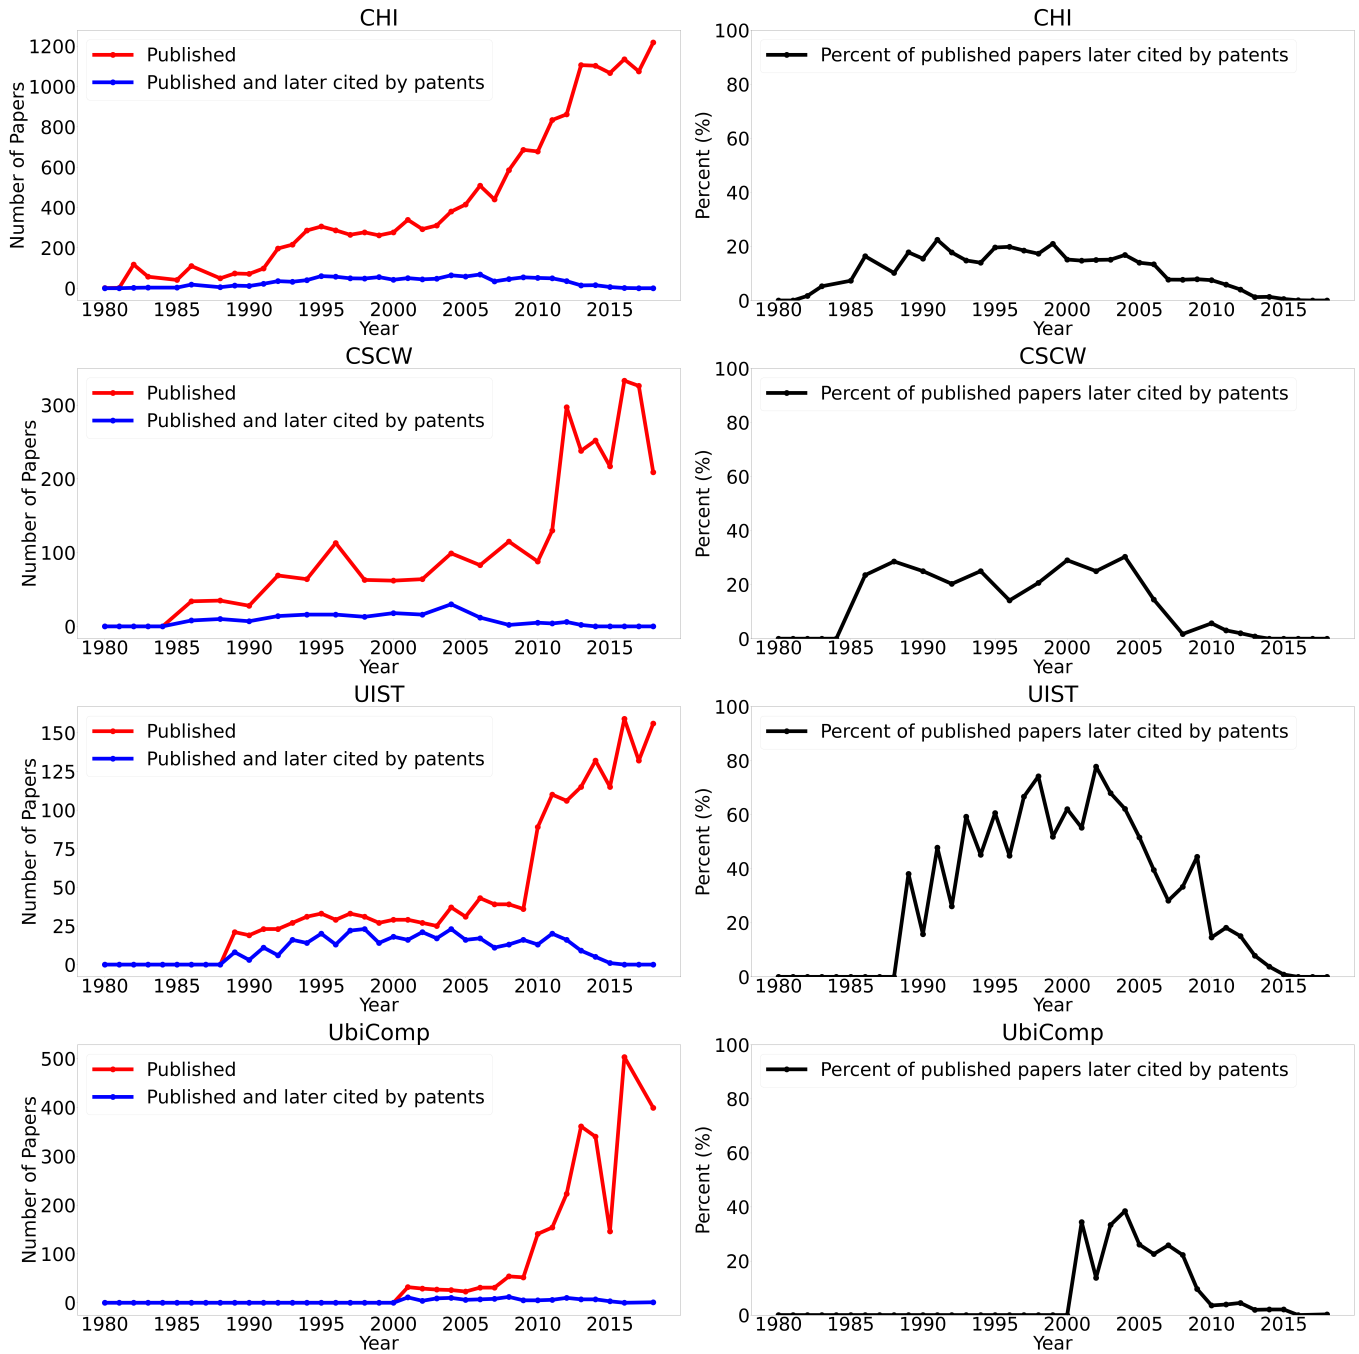 CHI
1200
1000
800
600
400
200
0
Number of Papers
Published
Published and later cited by patents
1980 1985 1990 1995 2000 2005 2010 2015
Year
CHI
100
80
60
40
20
0
Percent (%)
Percent of published papers later cited by patents
1980 1985 1990 1995 2000 2005 2010 2015
Year
CSCW
300
200
100
0
Number of Papers
Published
Published and later cited by patents
1980 1985 1990 1995 2000 2005 2010 2015
Year
CSCW
100
80
60
40
20
0
Percent (%)
Percent of published papers later cited by patents
1980 1985 1990 1995 2000 2005 2010 2015
Year
UIST
150
125
100
75
50
25
0
Number of Papers
Published
Published and later cited by patents
1980 1985 1990 1995 2000 2005 2010 2015
Year
UIST
100
80
60
40
20
0
Percent (%)
Percent of published papers later cited by patents
1980 1985 1990 1995 2000 2005 2010 2015
Year
UbiComp
500
400
300
200
100
0
Number of Papers
Published
Published and later cited by patents
1980 1985 1990 1995 2000 2005 2010 2015
Year
UbiComp
100
80
60
40
20
0
Percent (%)
Percent of published papers later cited by patents
1980 1985 1990 1995 2000 2005 2010 2015
Year